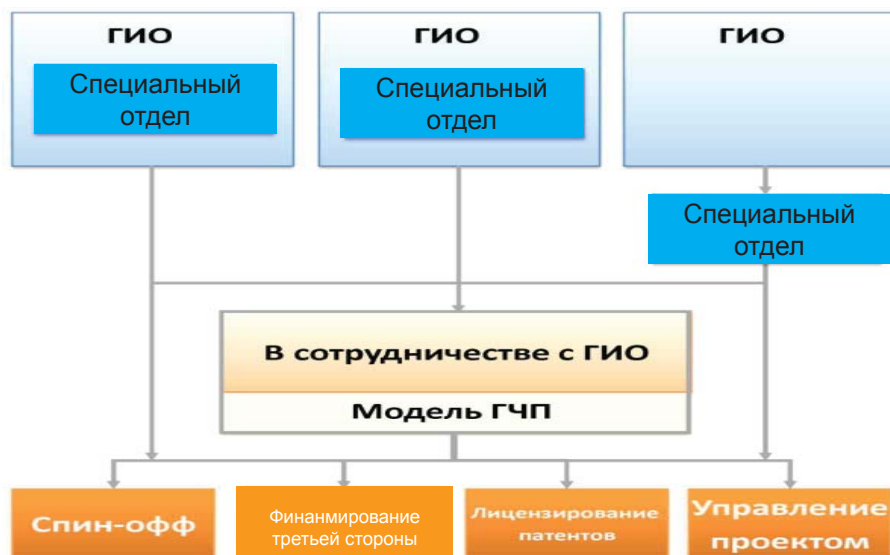 ГИО
ГИО
ГИО
Специальный
отдел
Специальный
отдел
Специальный
отдел
В сотрудничестве с ГИО
Модель ГЧП
Спин-офф
Финанмирование
третьей стороны
Лицензирование
патентов
Управление
проектом